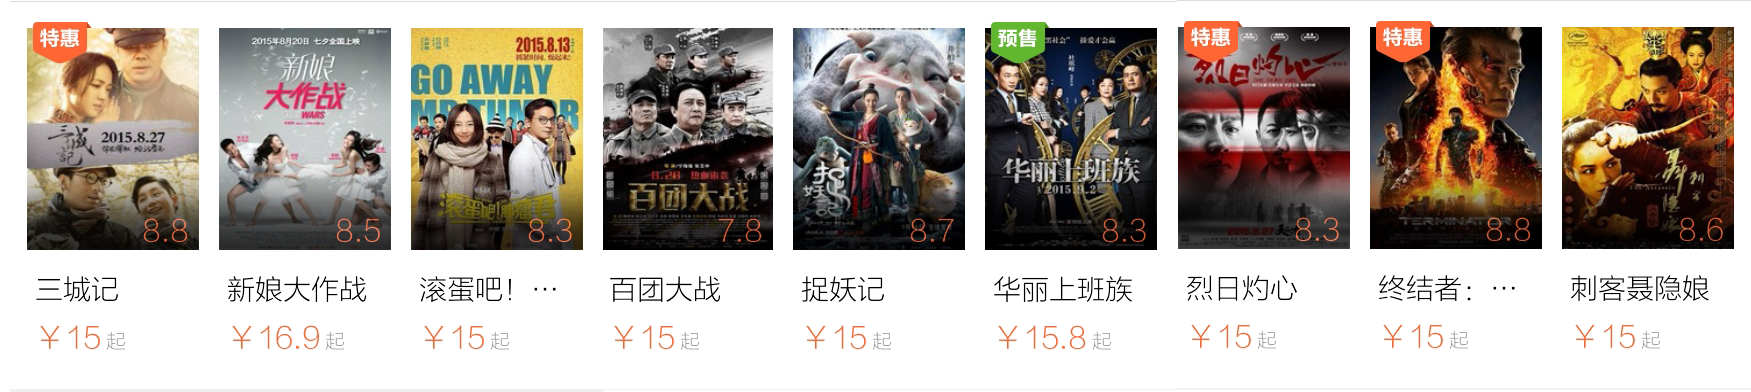 特惠
2015.8.27
8.8
三城记
￥15起
2015年8月20日 七夕全国上映
新娘
大作战
WARS
8.5
新娘大作战
￥16.9起
2015.8.13
GO AWAY
MR TUMOR
滚蛋吧!肿瘤君
8.3
滚蛋吧！…
￥15起
百团大战
7.8
百团大战
￥15起
捉妖记
8.7
捉妖记
￥15起
预售
华丽上班族
2015.9.2
8.3
华丽上班族
￥15.8起
特惠
烈日灼心
2015.8.27
8.3
烈日灼心
￥15起
特惠
TERMINATOR
8.8
终结者：…
￥15起
聂隐娘
刺客
8.6
刺客聂隐娘
￥15起